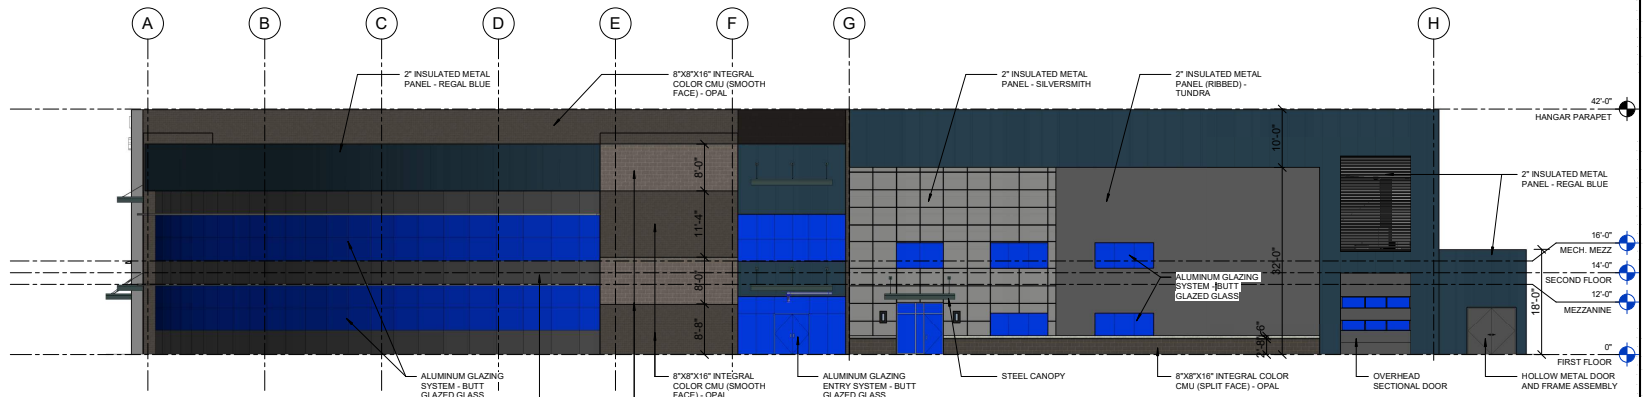 A
B
C
D
E
F
G
H
2" INSULATED METAL
PANEL - REGAL BLUE
8"X8"X16" INTEGRAL
COLOR CMU (SMOOTH
FACE) - OPAL
2" INSULATED METAL
PANEL - SILVERSMITH
2" INSULATED METAL
PANEL (RIBBED) -
TUNDRA
42'-0"
HANGAR PARAPET
10'-0"
8'-0"
2" INSULATED METAL
PANEL - REGAL BLUE
11'-4"
16'-0"
MECH. MEZZ
8'-0"
32'-0"
ALUMINUM GLAZING
SYSTEM - BUTT
GLAZED GLASS
14'-0"
SECOND FLOOR
12'-0"
MEZZANINE
18'-0"
8'-8"
0"
FIRST FLOOR
ALUMINUM GLAZING
SYSTEM - BUTT
GLAZED GLASS
8"X8"X16" INTEGRAL
COLOR CMU (SMOOTH
FACE) - OPAL
ALUMINUM GLAZING
ENTRY SYSTEM - BUTT
GLAZED GLASS
STEEL CANOPY
8"X8"X16" INTEGRAL COLOR
CMU (SPLIT FACE) - OPAL
OVERHEAD
SECTIONAL DOOR
HOLLOW METAL DOOR
AND FRAME ASSEMBLY